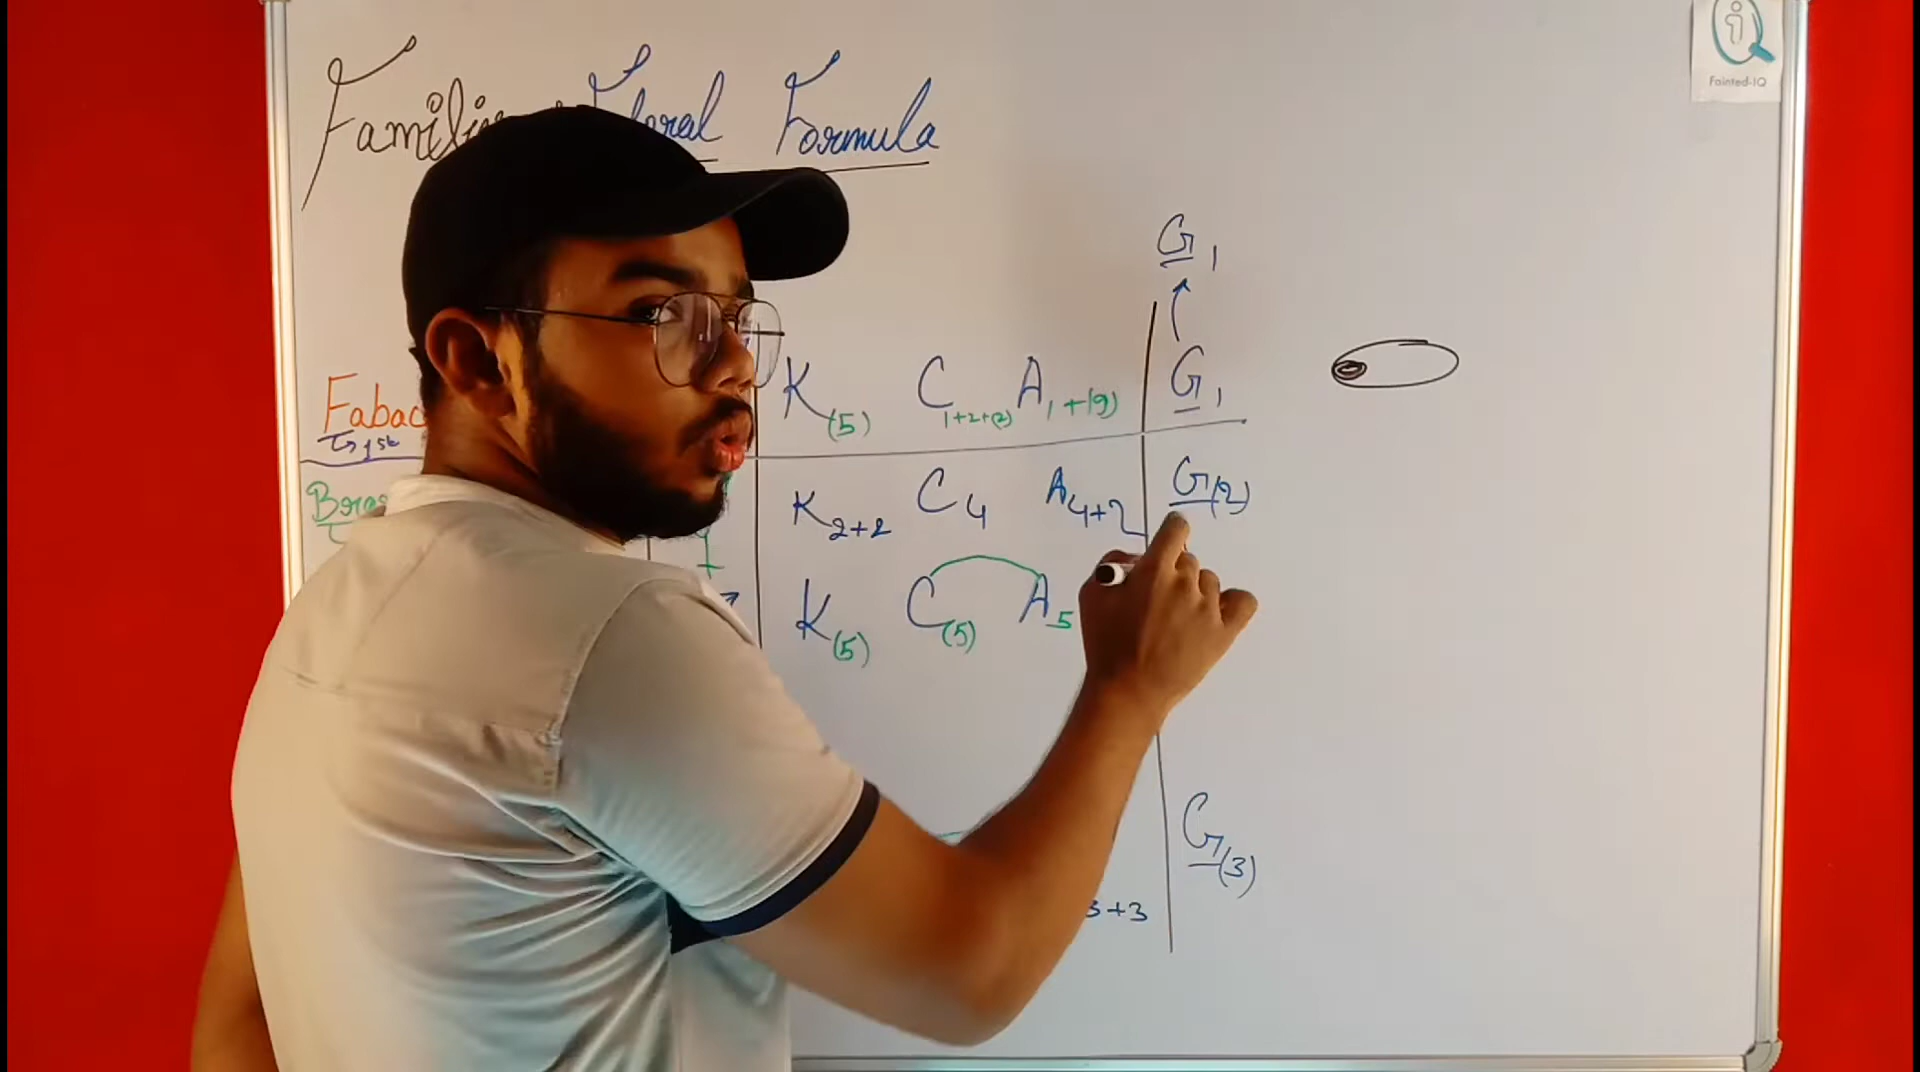 Floral Formula
Fainted-IQ
G1
Fabac K(5) C1+2+(2) A1+(9) G1
1st
Bras K2+2 C4 A4+2 G(2)
K(5) C(5) A5
G(3)
3+3